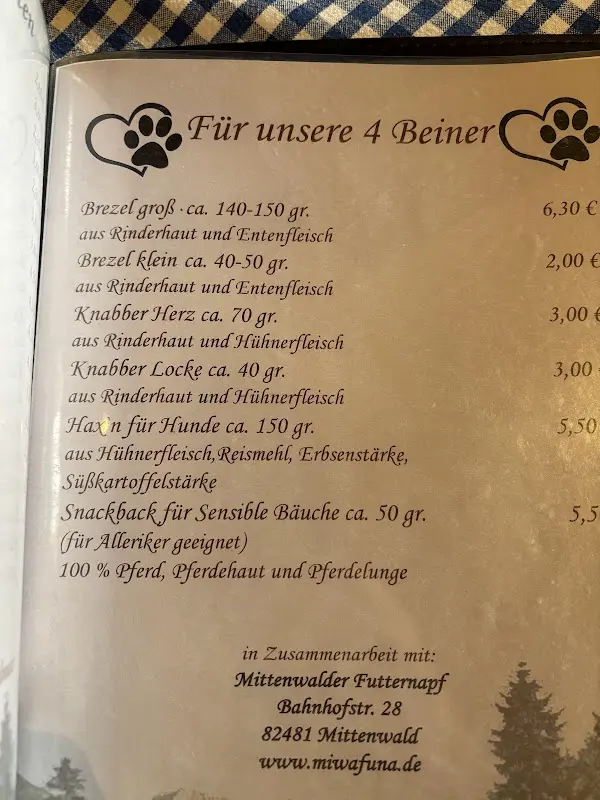 Für unsere 4 Beiner
Brezel groß · ca. 140-150 gr. 6,30 €
aus Rinderhaut und Entenfleisch
Brezel klein ca. 40-50 gr. 2,00 €
aus Rinderhaut und Entenfleisch
Knabber Herz ca. 70 gr. 3,00 €
aus Rinderhaut und Hühnerfleisch
Knabber Locke ca. 40 gr. 3,00
aus Rinderhaut und Hühnerfleisch
Haxn für Hunde ca. 150 gr. 5,50
aus Hühnerfleisch,Reismehl, Erbsenstärke,
Süßkartoffelstärke
Snackback für Sensible Bäuche ca. 50 gr. 5,5
(für Alleriker geeignet)
100 % Pferd, Pferdehaut und Pferdelunge
in Zusammenarbeit mit:
Mittenwalder Futternapf
Bahnhofstr. 28
82481 Mittenwald
www.miwafuna.de